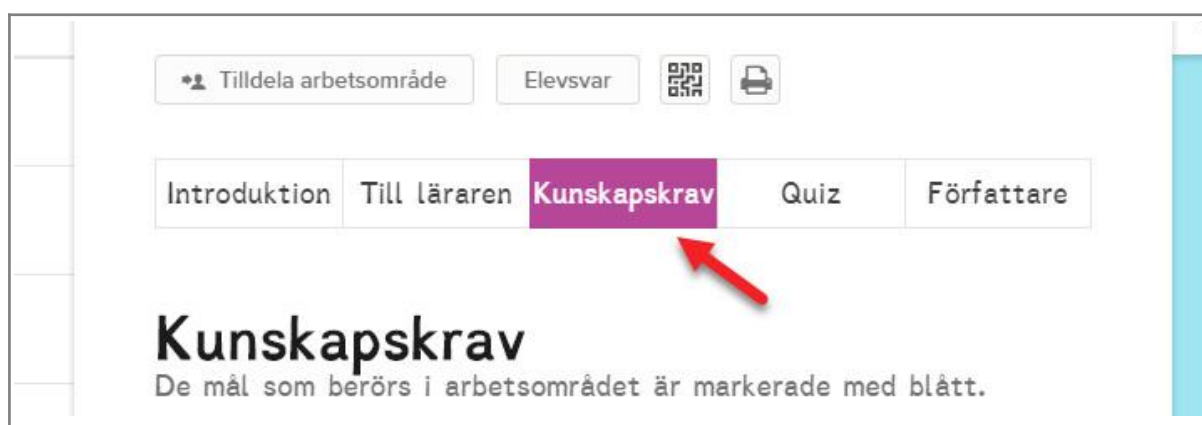 Tilldela arbetsområde Elevsvar
Introduktion Till läraren Kunskapskrav Quiz Författare
Kunskapskrav
De mål som berörs i arbetsområdet är markerade med blått.